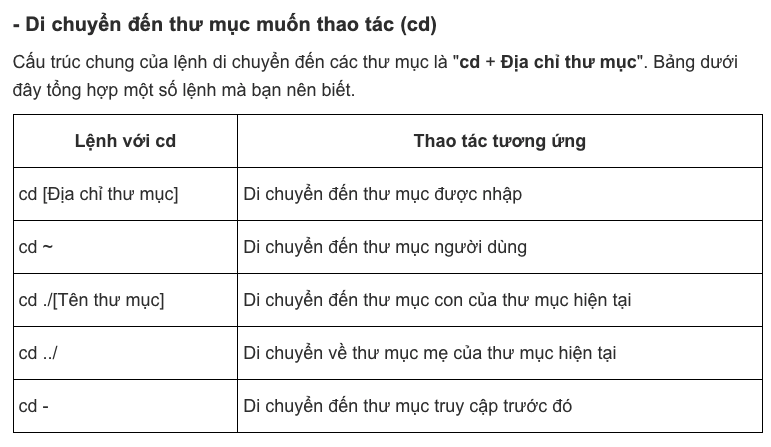 - Di chuyển đến thư mục muốn thao tác (cd)
Cấu trúc chung của lệnh di chuyển đến các thư mục là "cd + Địa chỉ thư mục". Bảng dưới
đây tổng hợp một số lệnh mà bạn nên biết.
Lệnh với cd Thao tác tương ứng
cd [Địa chỉ thư mục] Di chuyển đến thư mục được nhập
cd ~ Di chuyển đến thư mục người dùng
cd ./[Tên thư mục] Di chuyển đến thư mục con của thư mục hiện tại
cd ../ Di chuyển về thư mục mẹ của thư mục hiện tại
cd - Di chuyển đến thư mục truy cập trước đó